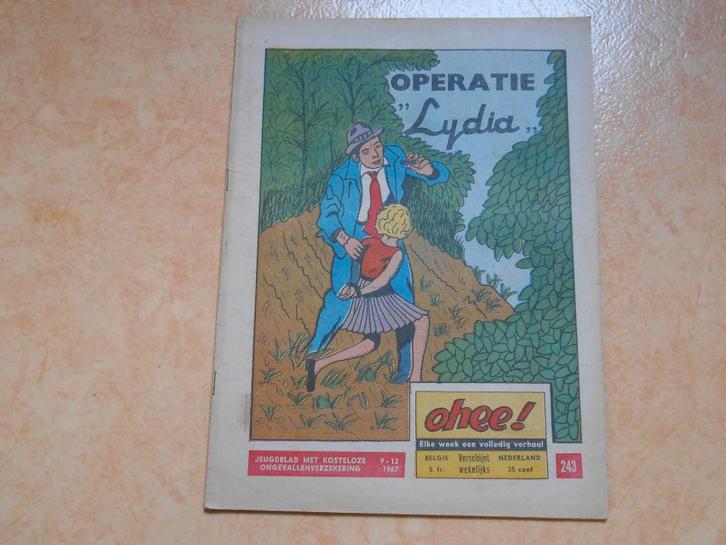 OPERATIE
"Lydia"
ohee!
Elke week een volledig verhaal
BELGIE Verschijnt NEDERLAND
5 fr. wekelijks 35 cent
JEUGDBLAD MET KOSTELOZE 9-12
ONGEVALLENVERZEKERING 1967
243